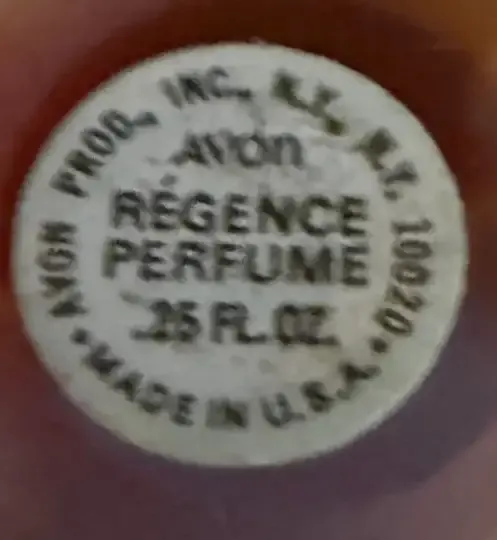 AVON PROD., INC., N.Y., N.Y. 10020
AVON
RÉGENCE
PERFUME
.25 FL. OZ.
• MADE IN U.S.A. •